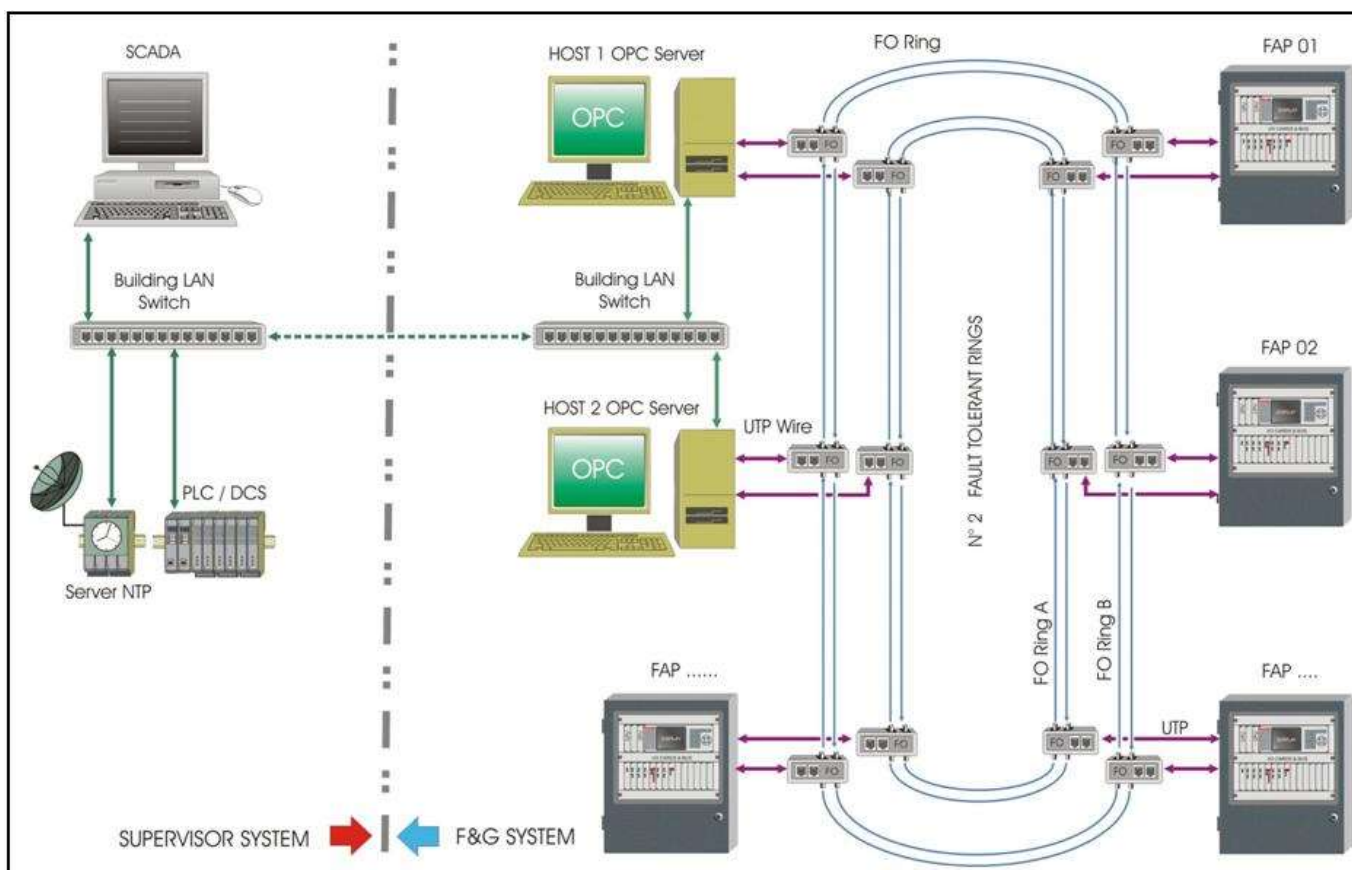 SCADA
HOST 1 OPC Server
FO Ring
FAP 01
OPC
FO
FO
FO
FO
Building LAN
Switch
Building LAN
Switch
FAP 02
HOST 2 OPC Server
UTP Wire
OPC
FO
FO
FO
FO
N° 2 FAULT TOLERANT RINGS
PLC / DCS
Server NTP
FO Ring A
FO Ring B
FAP ......
FAP ....
UTP
FO
FO
FO
FO
SUPERVISOR SYSTEM
F&G SYSTEM